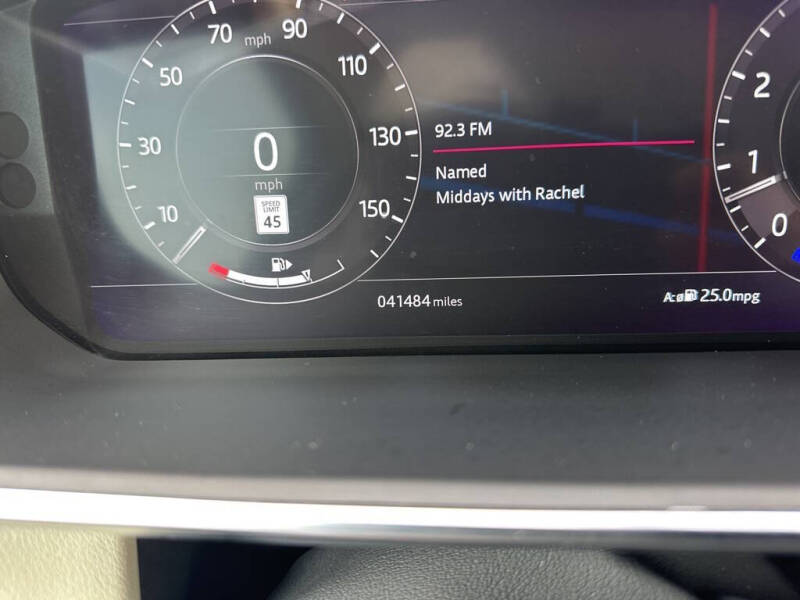 70
mph
90
50
110
30
130
0
mph
10
150
SPEED
LIMIT
45
92.3 FM
Named
Middays with Rachel
2
1
0
041484 miles
25.0mpg